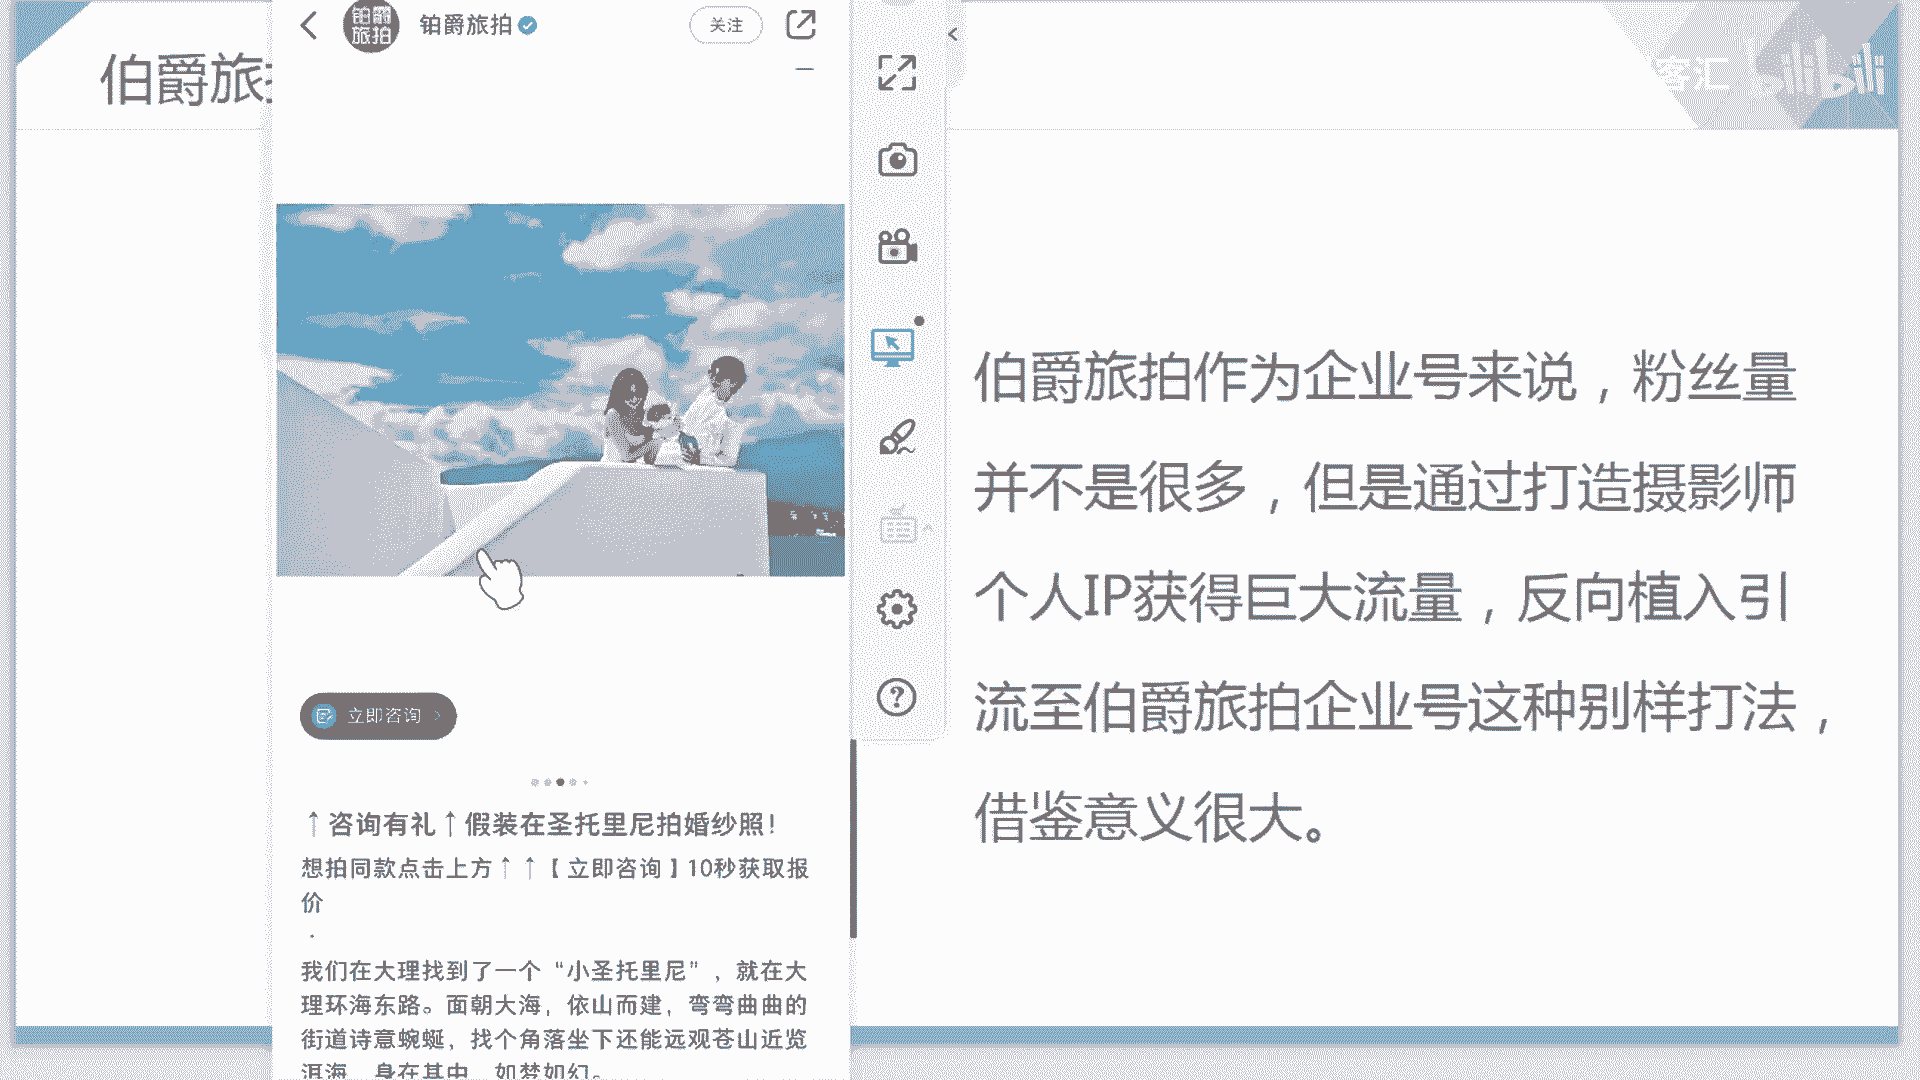 伯爵旅
铂爵旅拍
铂爵旅拍
关注
客汇
bilibili
立即咨询
↑咨询有礼↑假装在圣托里尼拍婚纱照！
想拍同款点击上方↑↑【立即咨询】10秒获取报
价
.
我们在大理找到了一个“小圣托里尼”，就在大
理环海东路。面朝大海，依山而建，弯弯曲曲的
街道诗意蜿蜒，找个角落坐下还能远观苍山近览
洱海，身在其中，如梦如幻。
伯爵旅拍作为企业号来说，粉丝量
并不是很多，但是通过打造摄影师
个人IP获得巨大流量，反向植入引
流至伯爵旅拍企业号这种别样打法，
借鉴意义很大。